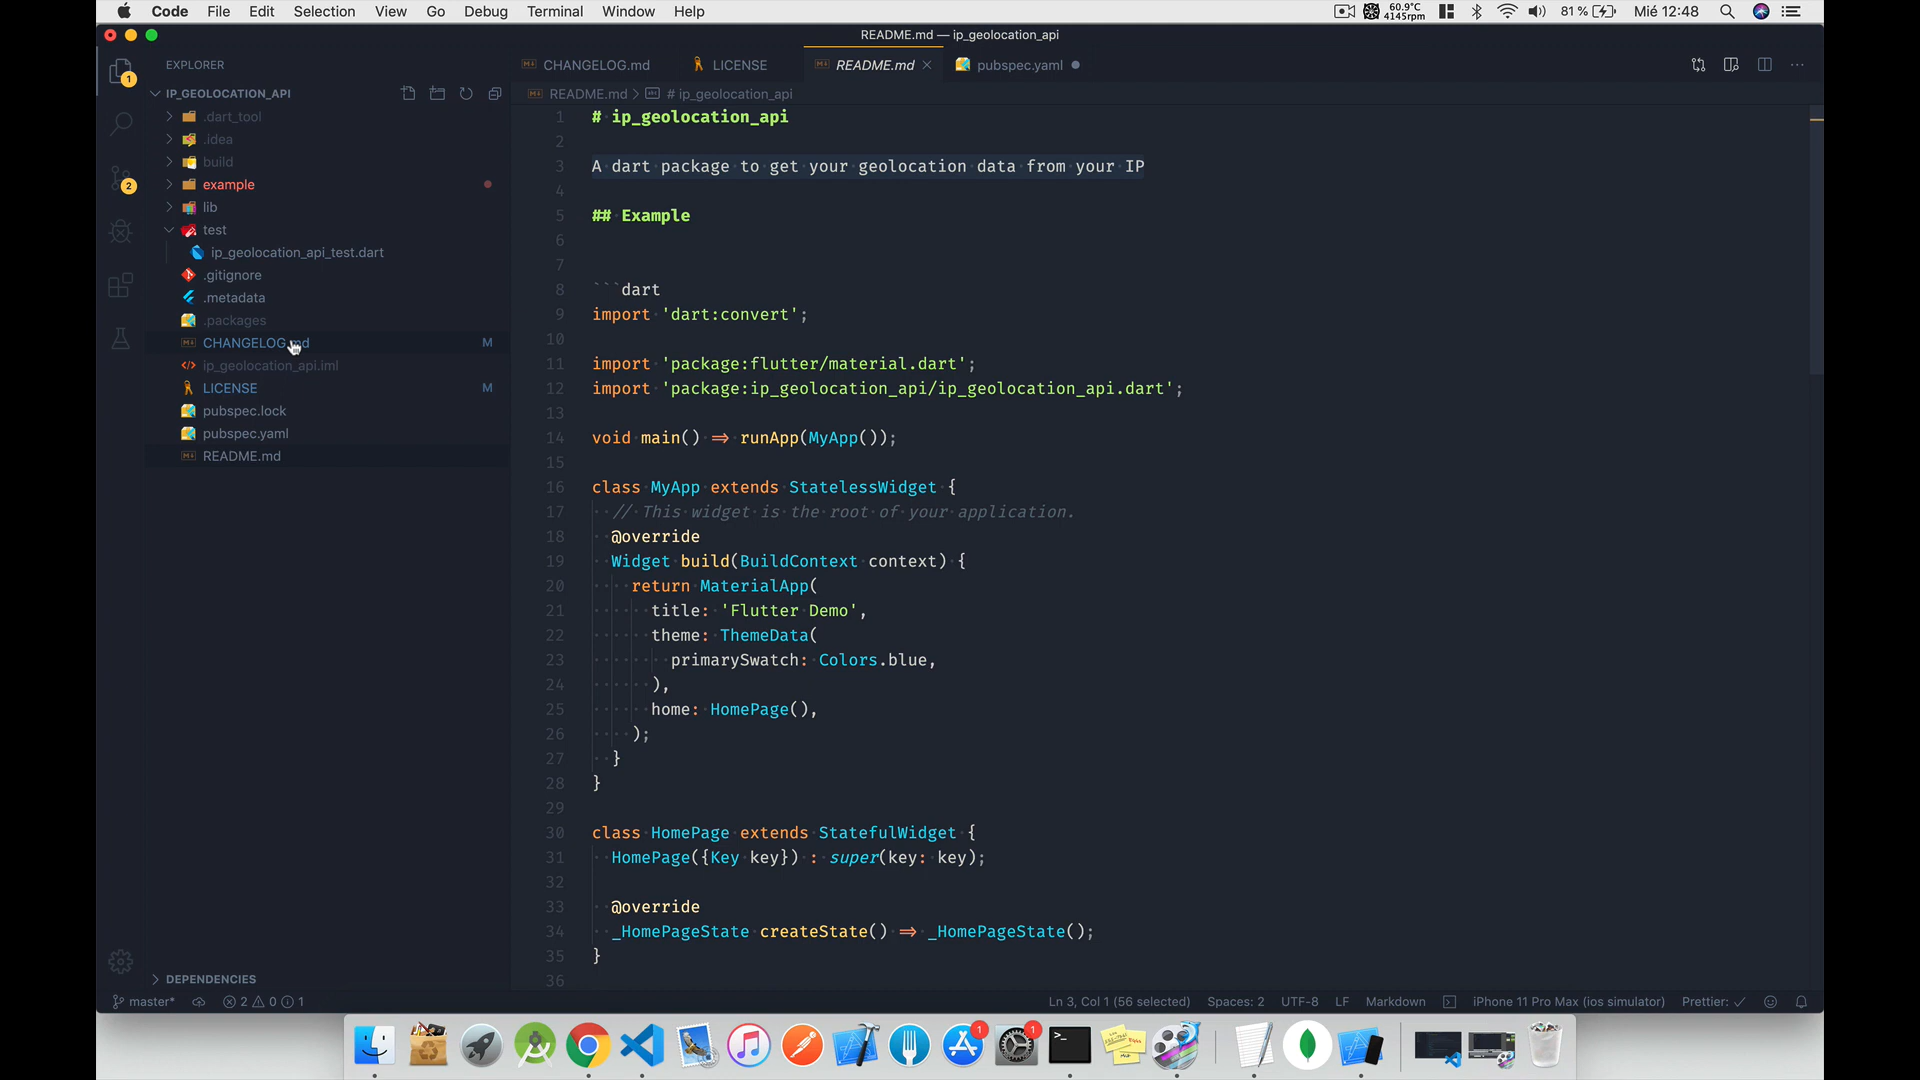 Code File Edit Selection View Go Debug Terminal Window Help
60.9°C
4145rpm
81 % Mié 12:48
README.md — ip_geolocation_api
EXPLORER
CHANGELOG.md LICENSE README.md pubspec.yaml
IP_GEOLOCATION_API
README.md > # ip_geolocation_api
.dart_tool
.idea
build
example
lib
test
ip_geolocation_api_test.dart
.gitignore
.metadata
.packages
CHANGELOG.md M
ip_geolocation_api.iml
LICENSE M
pubspec.lock
pubspec.yaml
README.md
DEPENDENCIES
1
2
1 # ip_geolocation_api
2
3 A dart package to get your geolocation data from your IP
4
5 ## Example
6
7
8 ```dart
9 import 'dart:convert';
10
11 import 'package:flutter/material.dart';
12 import 'package:ip_geolocation_api/ip_geolocation_api.dart';
13
14 void main() => runApp(MyApp());
15
16 class MyApp extends StatelessWidget {
17 // This widget is the root of your application.
18 @override
19 Widget build(BuildContext context) {
20 return MaterialApp(
21 title: 'Flutter Demo',
22 theme: ThemeData(
23 primarySwatch: Colors.blue,
24 ),
25 home: HomePage(),
26 );
27 }
28 }
29
30 class HomePage extends StatefulWidget {
31 HomePage({Key key}) : super(key: key);
32
33 @override
34 _HomePageState createState() => _HomePageState();
35 }
36
master* 2 0 1 Ln 3, Col 1 (56 selected) Spaces: 2 UTF-8 LF Markdown iPhone 11 Pro Max (ios simulator) Prettier: ✓
1
1